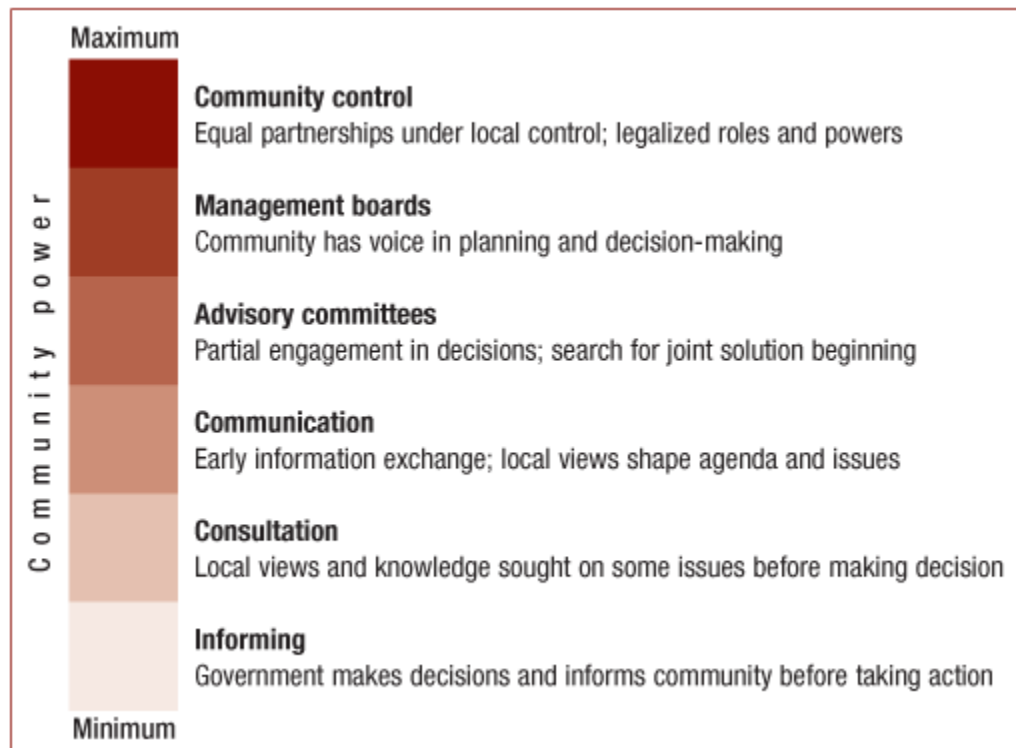 Maximum
Community power
Community control
Equal partnerships under local control; legalized roles and powers
Management boards
Community has voice in planning and decision-making
Advisory committees
Partial engagement in decisions; search for joint solution beginning
Communication
Early information exchange; local views shape agenda and issues
Consultation
Local views and knowledge sought on some issues before making decision
Informing
Government makes decisions and informs community before taking action
Minimum